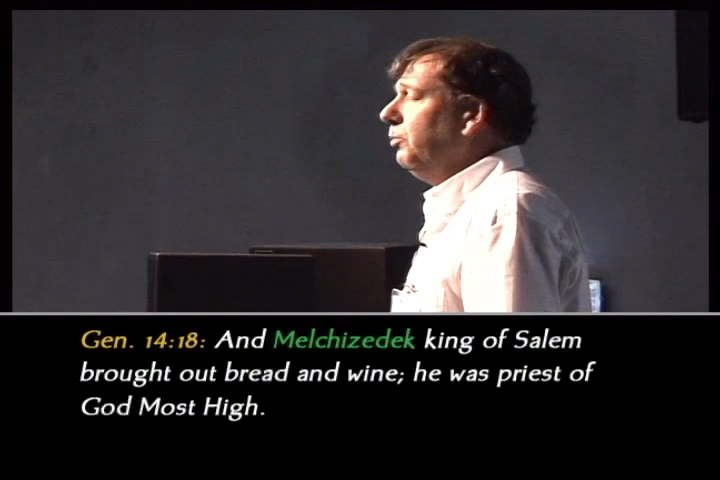 Gen. 14:18: And Melchizedek king of Salem
brought out bread and wine; he was priest of
God Most High.